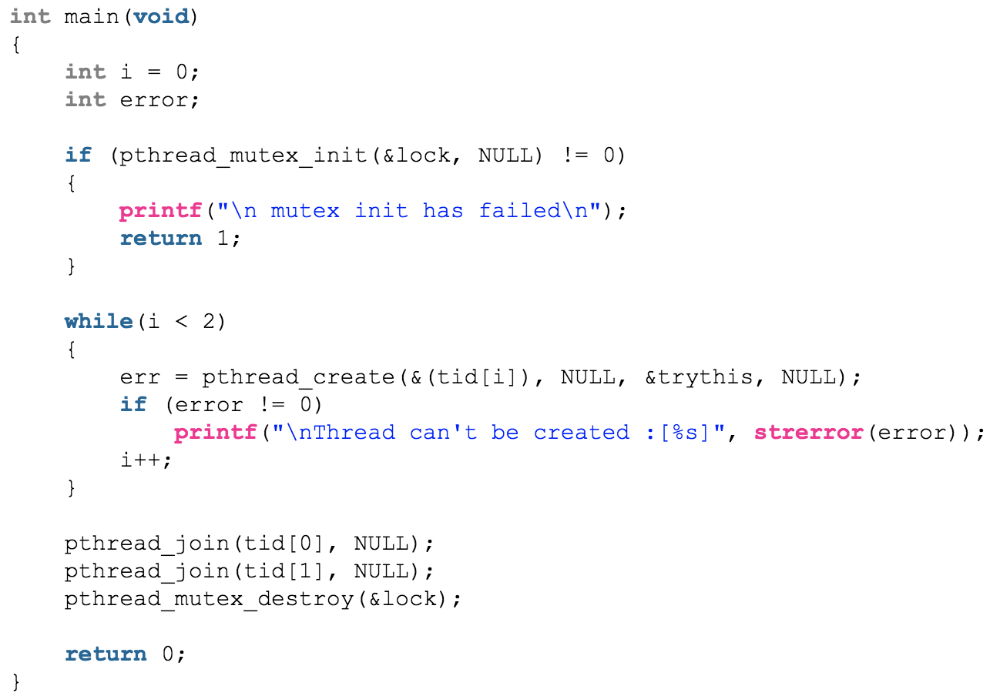 int main(void)
{
    int i = 0;
    int error;

    if (pthread_mutex_init(&lock, NULL) != 0)
    {
        printf("\n mutex init has failed\n");
        return 1;
    }

    while(i < 2)
    {
        err = pthread_create(&(tid[i]), NULL, &trythis, NULL);
        if (error != 0)
            printf("\nThread can't be created :[%s]", strerror(error));
        i++;
    }

    pthread_join(tid[0], NULL);
    pthread_join(tid[1], NULL);
    pthread_mutex_destroy(&lock);

    return 0;
}